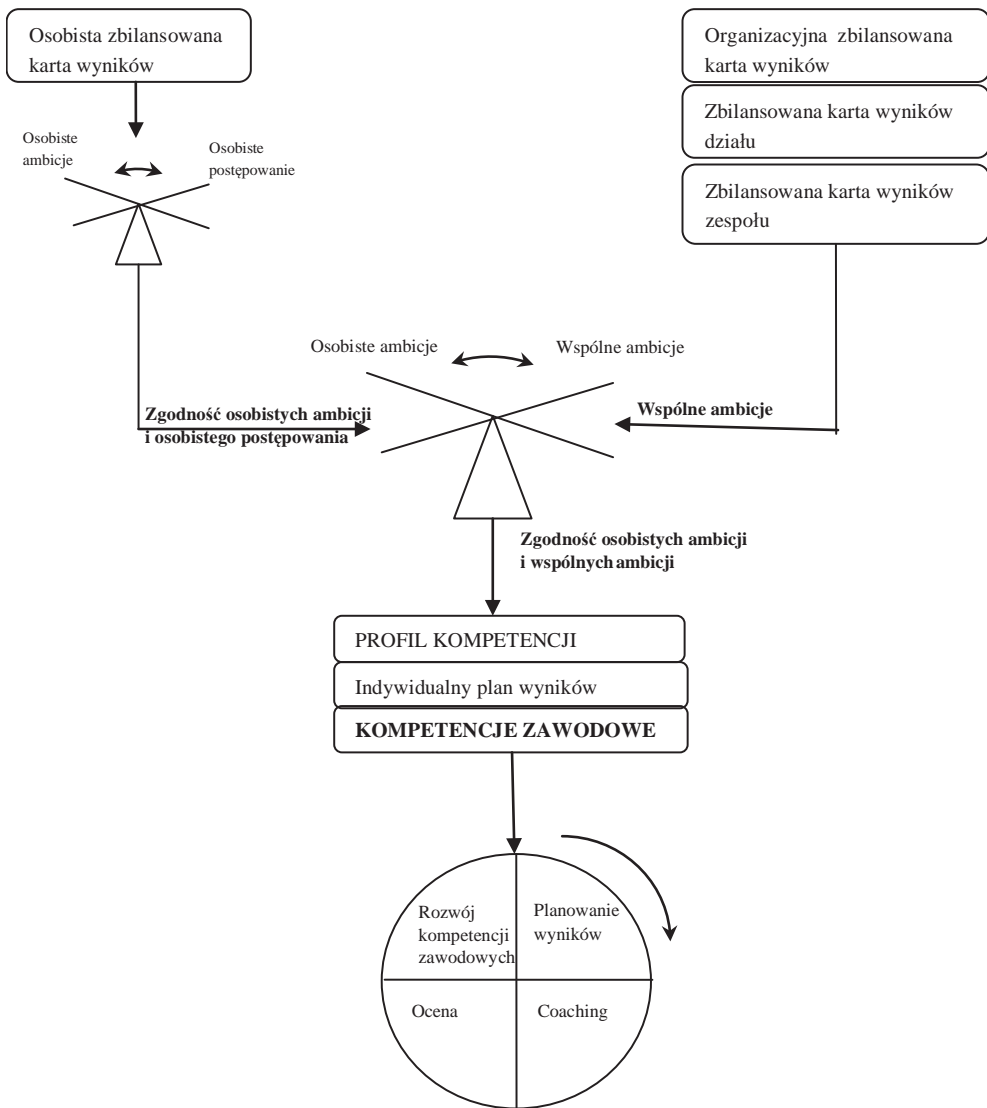 Osobista zbilansowana
karta wyników
Organizacyjna zbilansowana
karta wyników
Zbilansowana karta wyników
działu
Zbilansowana karta wyników
zespołu
Osobiste
ambicje
Osobiste
postępowanie
Osobiste ambicje
Wspólne ambicje
Zgodność osobistych ambicji
i osobistego postępowania
Wspólne ambicje
Zgodność osobistych ambicji
i wspólnych ambicji
PROFIL KOMPETENCJI
Indywidualny plan wyników
KOMPETENCJE ZAWODOWE
Rozwój
kompetencji
zawodowych
Planowanie
wyników
Ocena
Coaching